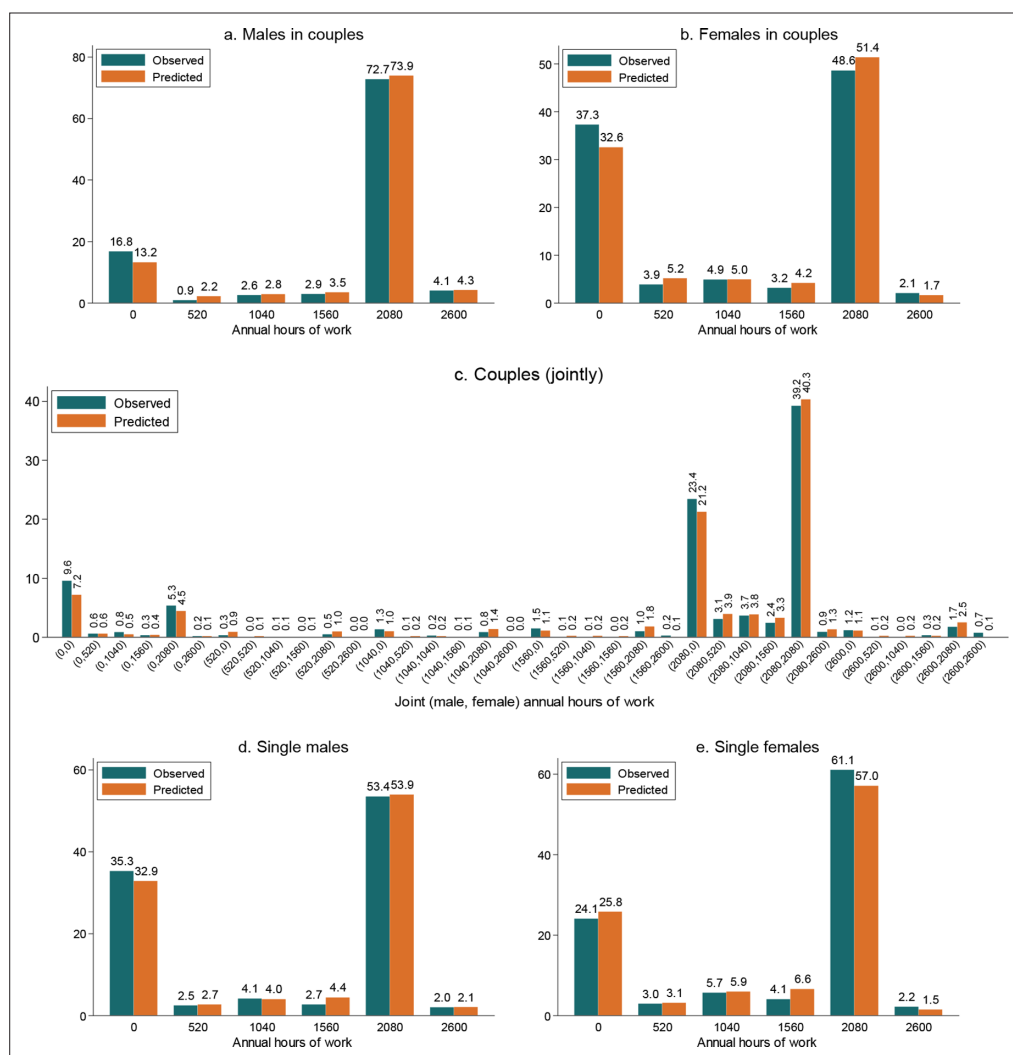 a. Males in couples
Observed
Predicted
80
60
40
20
0
16.8 13.2 0.9 2.2 2.6 2.8 2.9 3.5 72.7 73.9 4.1 4.3
0 520 1040 1560 2080 2600
Annual hours of work
b. Females in couples
Observed
Predicted
50
40
30
20
10
0
37.3 32.6 3.9 5.2 4.9 5.0 3.2 4.2 48.6 51.4 2.1 1.7
0 520 1040 1560 2080 2600
Annual hours of work
c. Couples (jointly)
Observed
Predicted
40
30
20
10
0
9.6 7.2 0.6 0.6 0.8 0.5 0.3 0.4 5.3 4.5 0.2 0.1 0.3 0.9 0.0 0.1 0.1 0.1 0.0 0.1 0.5 1.0 0.0 0.0 1.3 1.0 0.1 0.2 0.2 0.2 0.1 0.1 0.8 1.4 0.0 0.0 1.5 1.1 0.1 0.2 0.1 0.2 0.1 0.2 1.0 1.8 0.2 0.1 23.4 21.2 3.1 3.9 3.7 3.8 2.4 3.3 39.2 40.3 0.9 1.3 1.2 1.1 0.1 0.2 0.0 0.2 0.3 0.2 1.7 2.5 0.7 0.1
(0,0) (0,520) (0,1040) (0,1560) (0,2080) (0,2600) (520,0) (520,520) (520,1040) (520,1560) (520,2080) (520,2600) (1040,0) (1040,520) (1040,1040) (1040,1560) (1040,2080) (1040,2600) (1560,0) (1560,520) (1560,1040) (1560,1560) (1560,2080) (1560,2600) (2080,0) (2080,520) (2080,1040) (2080,1560) (2080,2080) (2080,2600) (2600,0) (2600,520) (2600,1040) (2600,1560) (2600,2080) (2600,2600)
Joint (male, female) annual hours of work
d. Single males
Observed
Predicted
60
40
20
0
35.3 32.9 2.5 2.7 4.1 4.0 2.7 4.4 53.4 53.9 2.0 2.1
0 520 1040 1560 2080 2600
Annual hours of work
e. Single females
Observed
Predicted
60
40
20
0
24.1 25.8 3.0 3.1 5.7 5.9 4.1 6.6 61.1 57.0 2.2 1.5
0 520 1040 1560 2080 2600
Annual hours of work